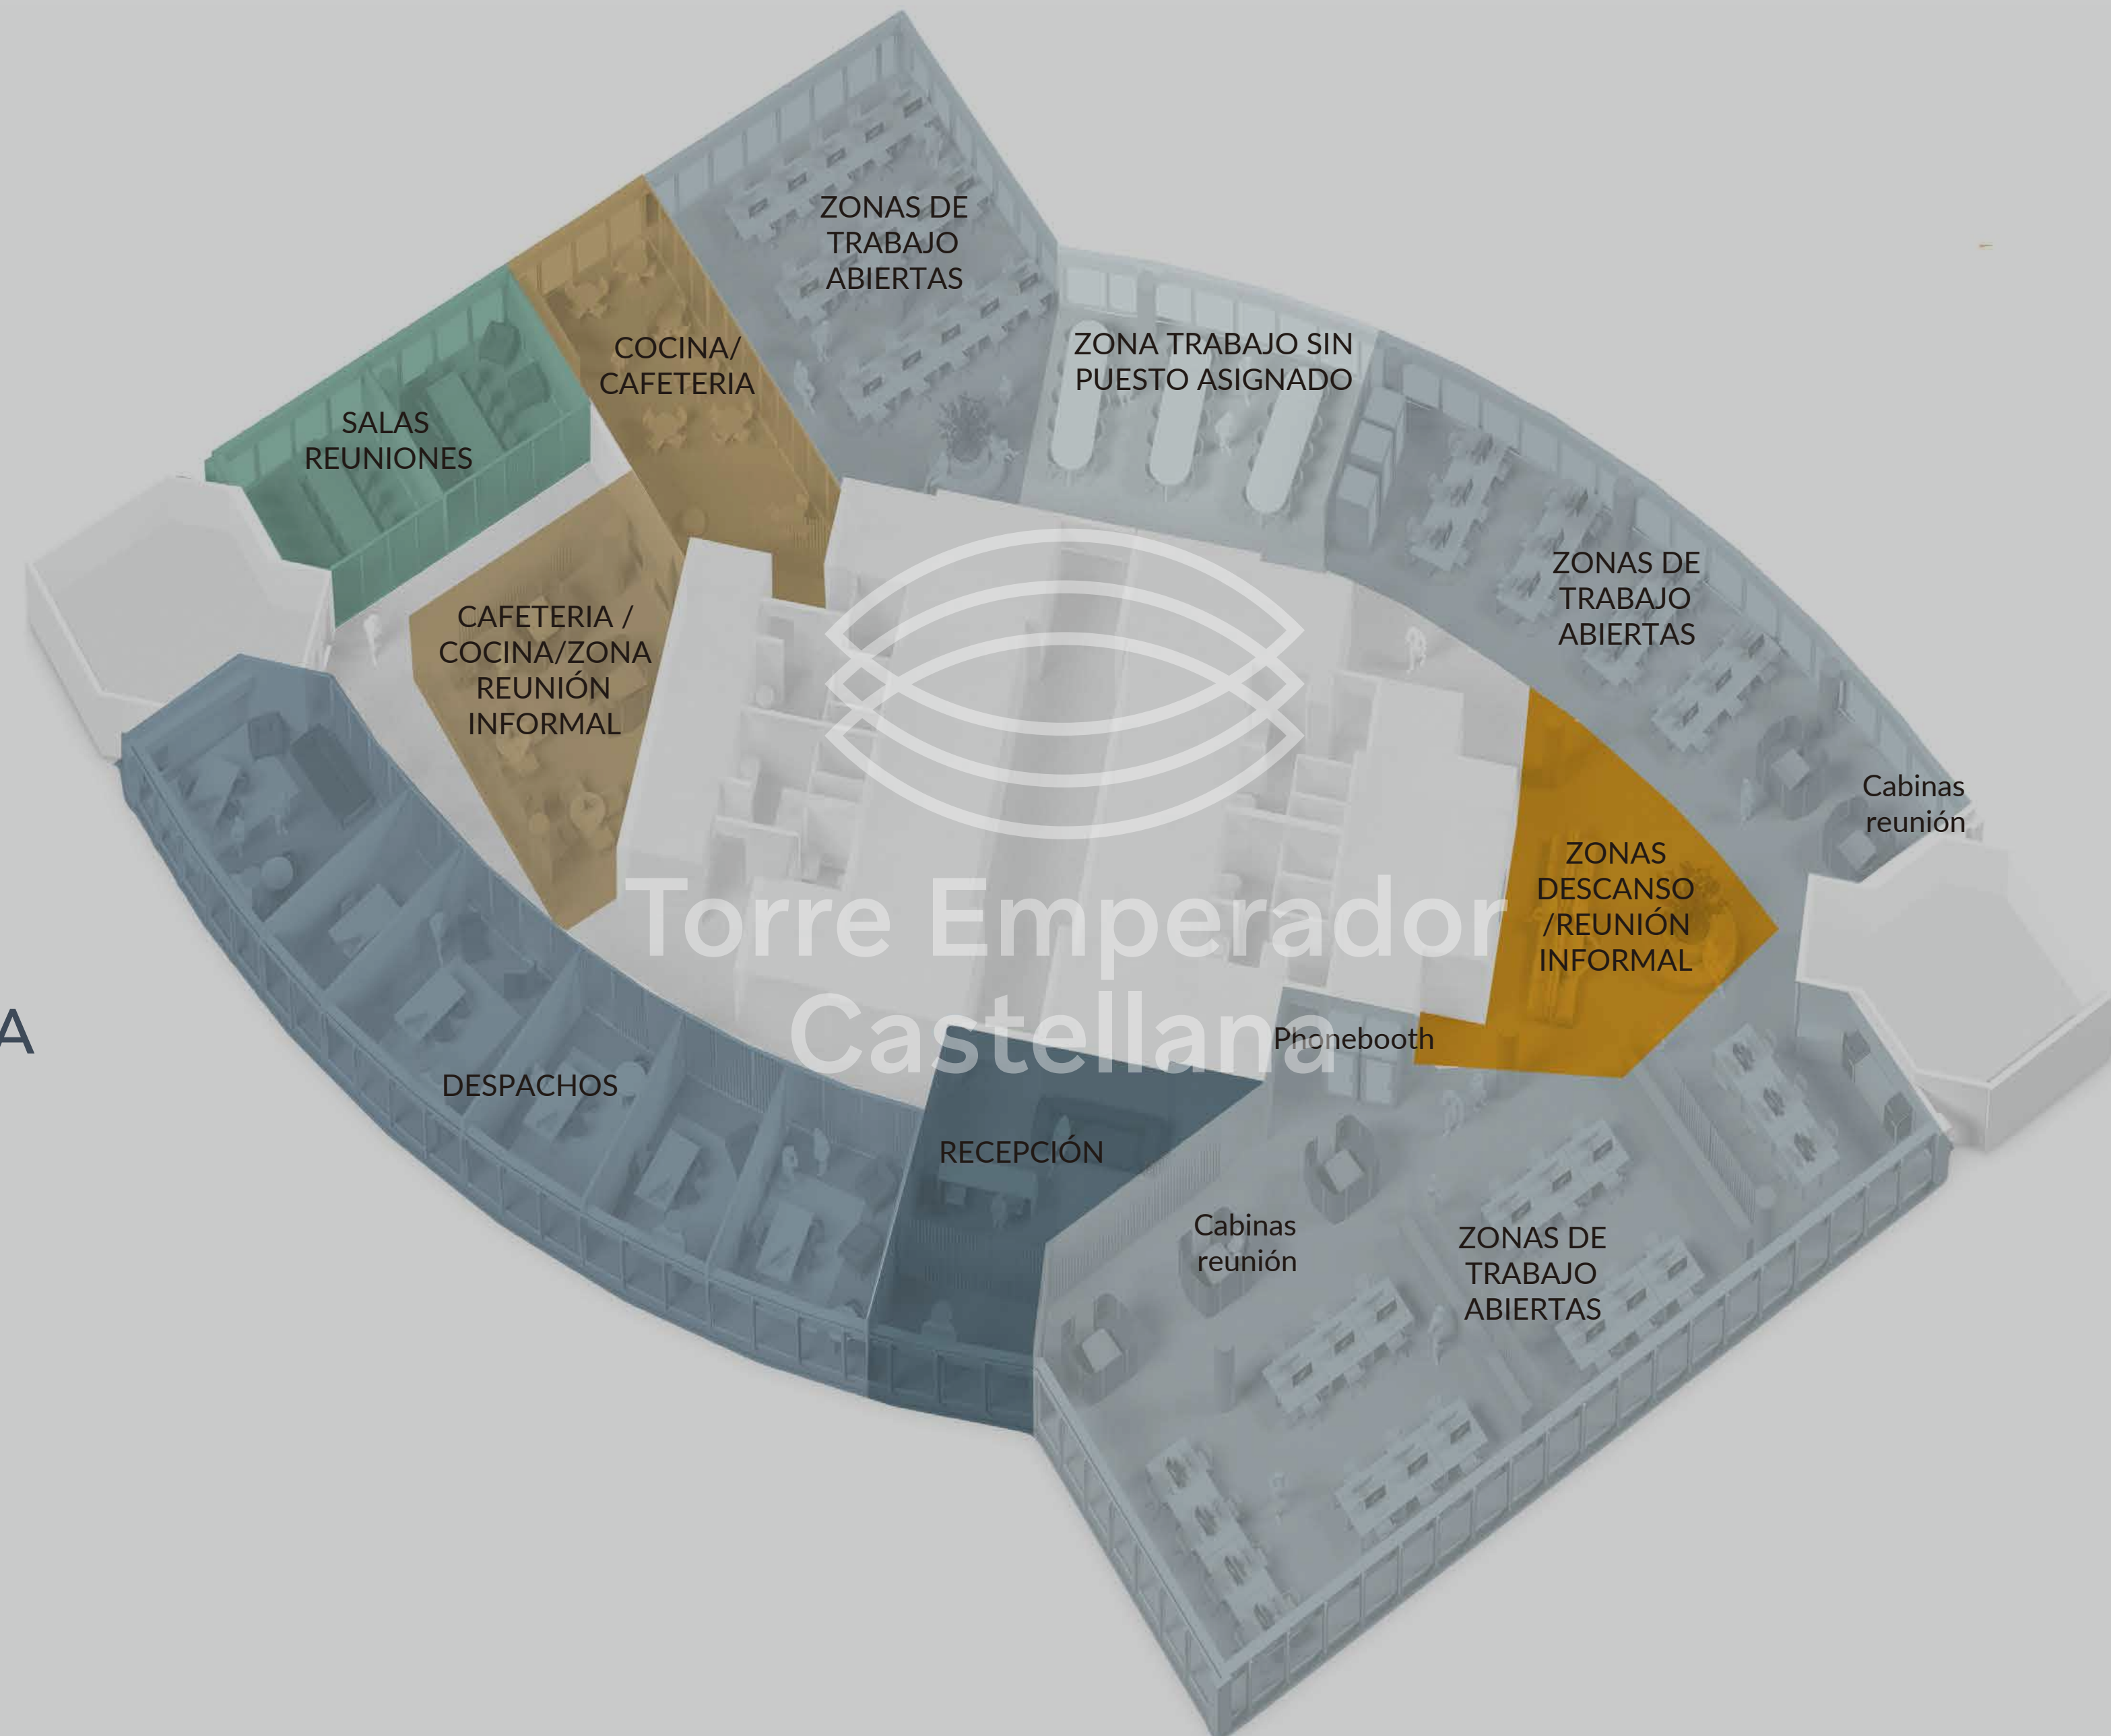 ZONAS DE
TRABAJO
ABIERTAS
ZONA TRABAJO SIN
PUESTO ASIGNADO
COCINA/
CAFETERIA
SALAS
REUNIONES
ZONAS DE
TRABAJO
ABIERTAS
CAFETERIA /
COCINA/ZONA
REUNIÓN
INFORMAL
Cabinas
reunión
ZONAS
DESCANSO
/REUNIÓN
INFORMAL
Torre Emperador
Castellana
A
Phonebooth
DESPACHOS
RECEPCIÓN
Cabinas
reunión
ZONAS DE
TRABAJO
ABIERTAS